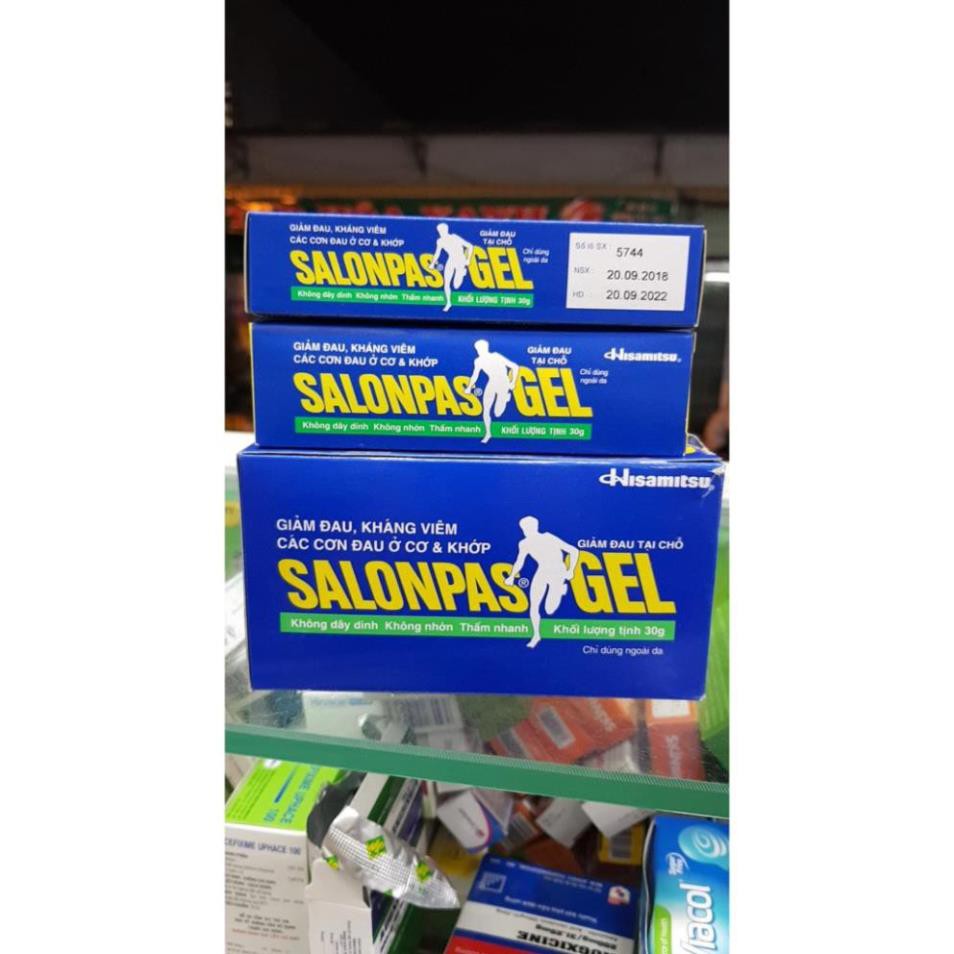 GIẢM ĐAU, KHÁNG VIÊM
CÁC CƠN ĐAU Ở CƠ & KHỚP
GIẢM ĐAU
TẠI CHỖ
Chỉ dùng
ngoài da
SALONPAS® GEL
Không dây dính Không nhờn Thấm nhanh KHỐI LƯỢNG TỊNH 30g
Số lô SX : 5744
NSX : 20.09.2018
HD : 20.09.2022
GIẢM ĐAU, KHÁNG VIÊM
CÁC CƠN ĐAU Ở CƠ & KHỚP
GIẢM ĐAU
TẠI CHỖ
Hisamitsu
Chỉ dùng
ngoài da
SALONPAS® GEL
Không dây dính Không nhờn Thấm nhanh KHỐI LƯỢNG TỊNH 30g
Hisamitsu
GIẢM ĐAU, KHÁNG VIÊM
CÁC CƠN ĐAU Ở CƠ & KHỚP
GIẢM ĐAU TẠI CHỖ
SALONPAS® GEL
Không dây dính Không nhờn Thấm nhanh Khối lượng tịnh 30g
Chỉ dùng ngoài da
UPHACE
100
CEFIXIME UPHACE 100